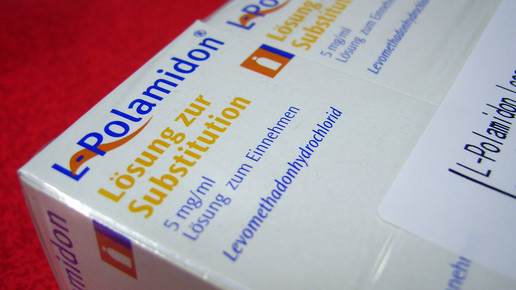 L-Polamidon®
Lösung zur
Substitution
5 mg/ml
Lösung zum Einnehmen
Levomethadonhydrochlorid
L-Polamidon®
Lösung zur
Substitution
5 mg/ml
Lösung zum Einnehmen
Levomethadonhydrochlorid
L-Polamidon